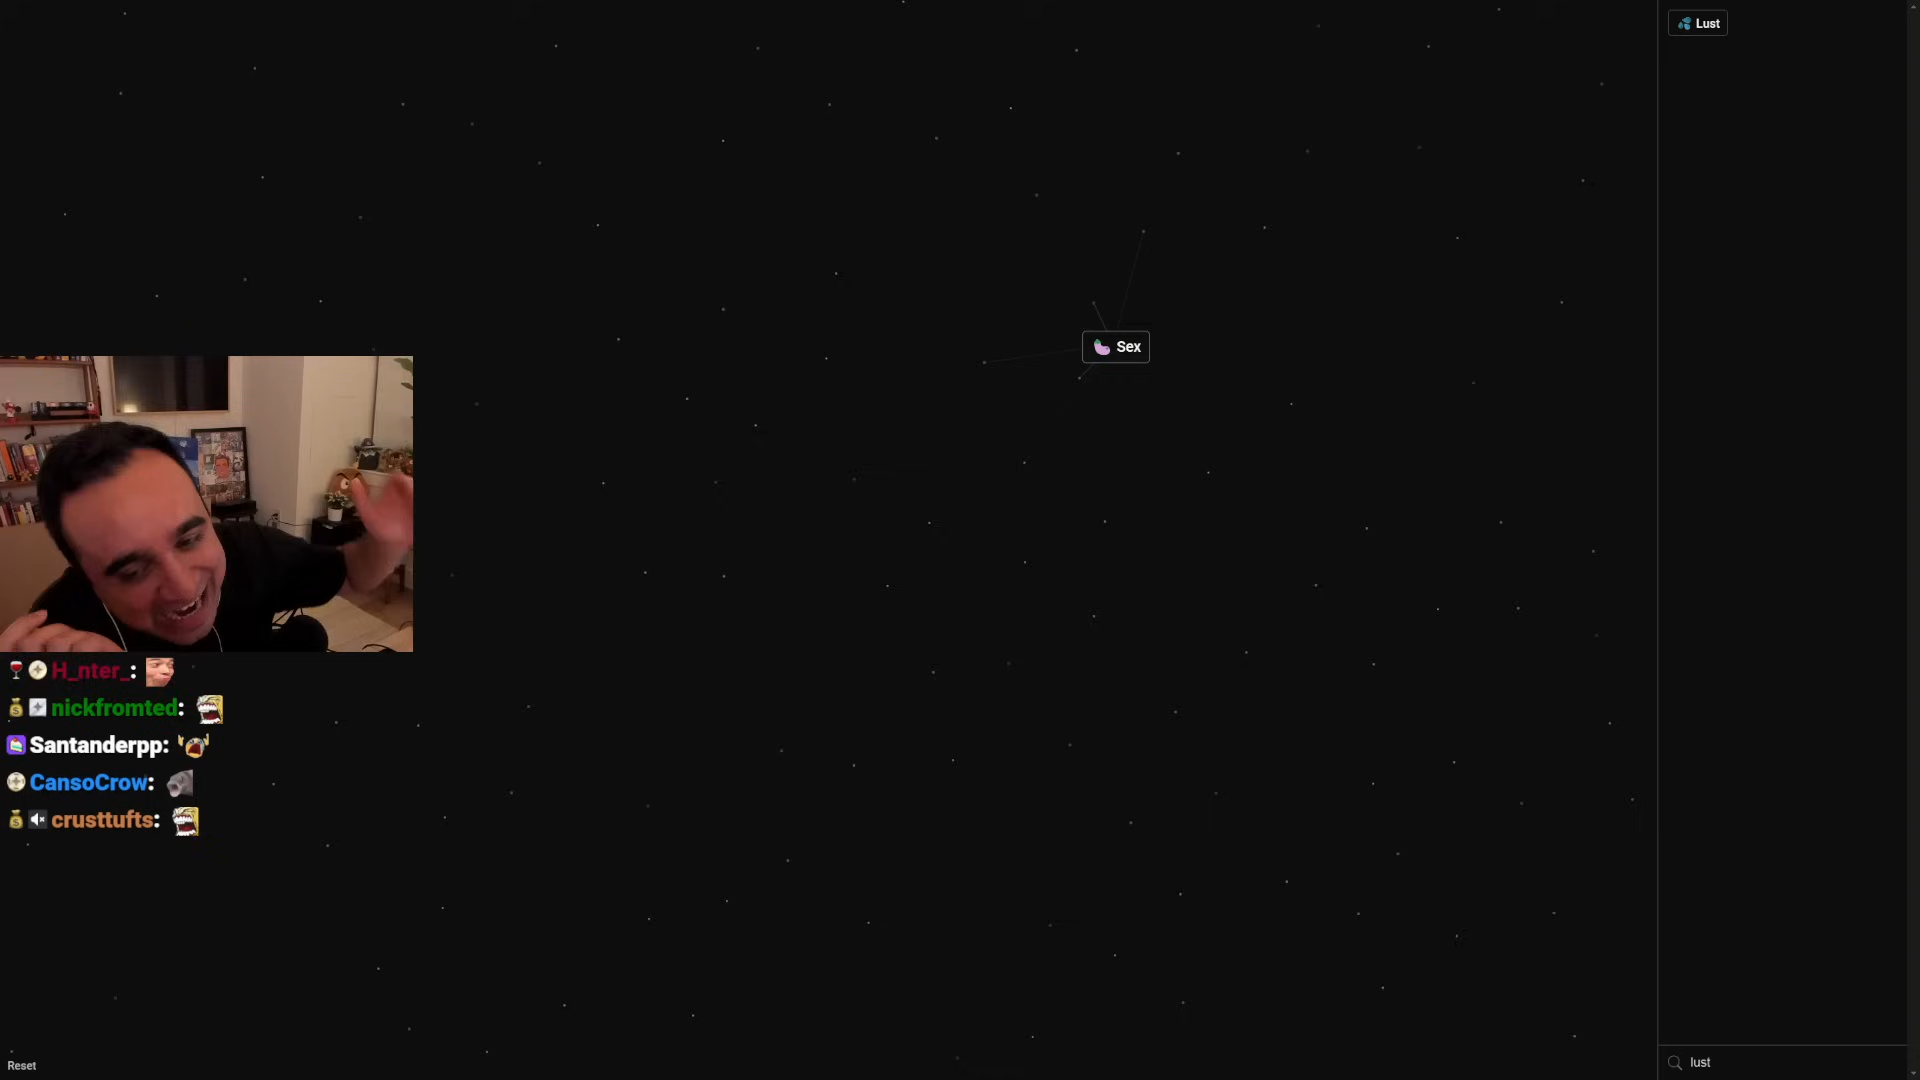 Lust
Sex
H_nter_:
nickfromted:
Santanderpp:
CansoCrow:
crusttufts:
Reset
lust